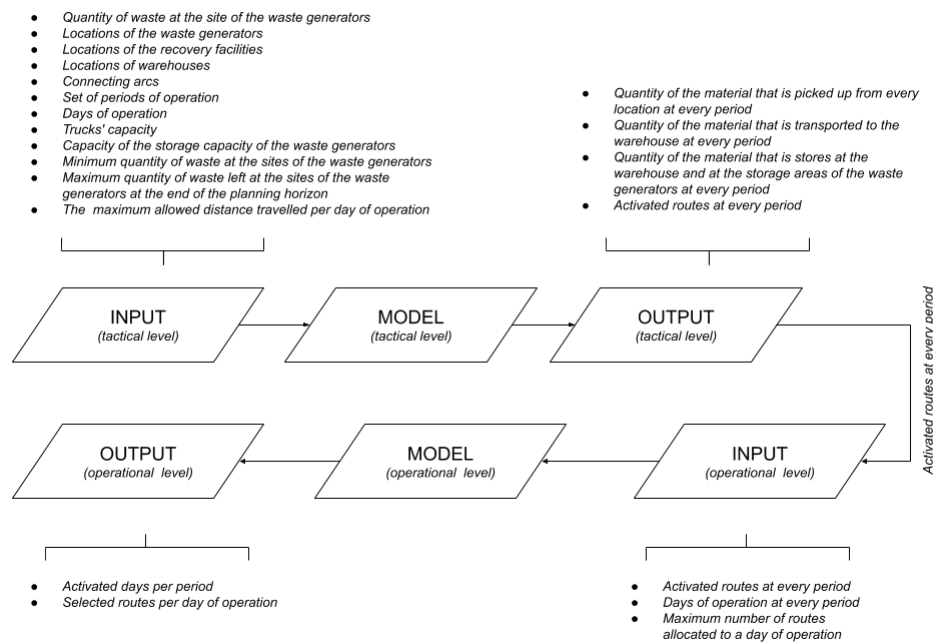 ● Quantity of waste at the site of the waste generators
● Locations of the waste generators
● Locations of the recovery facilities
● Locations of warehouses
● Connecting arcs
● Set of periods of operation
● Days of operation
● Trucks' capacity
● Capacity of the storage capacity of the waste generators
● Minimum quantity of waste at the sites of the waste generators
● Maximum quantity of waste left at the sites of the waste
generators at the end of the planning horizon
● The maximum allowed distance travelled per day of operation
● Quantity of the material that is picked up from every
location at every period
● Quantity of the material that is transported to the
warehouse at every period
● Quantity of the material that is stores at the
warehouse and at the storage areas of the waste
generators at every period
● Activated routes at every period
INPUT
(tactical level)
MODEL
(tactical level)
OUTPUT
(tactical level)
Activated routes at every period
OUTPUT
(operational level)
MODEL
(operational level)
INPUT
(operational level)
● Activated days per period
● Selected routes per day of operation
● Activated routes at every period
● Days of operation at every period
● Maximum number of routes
allocated to a day of operation